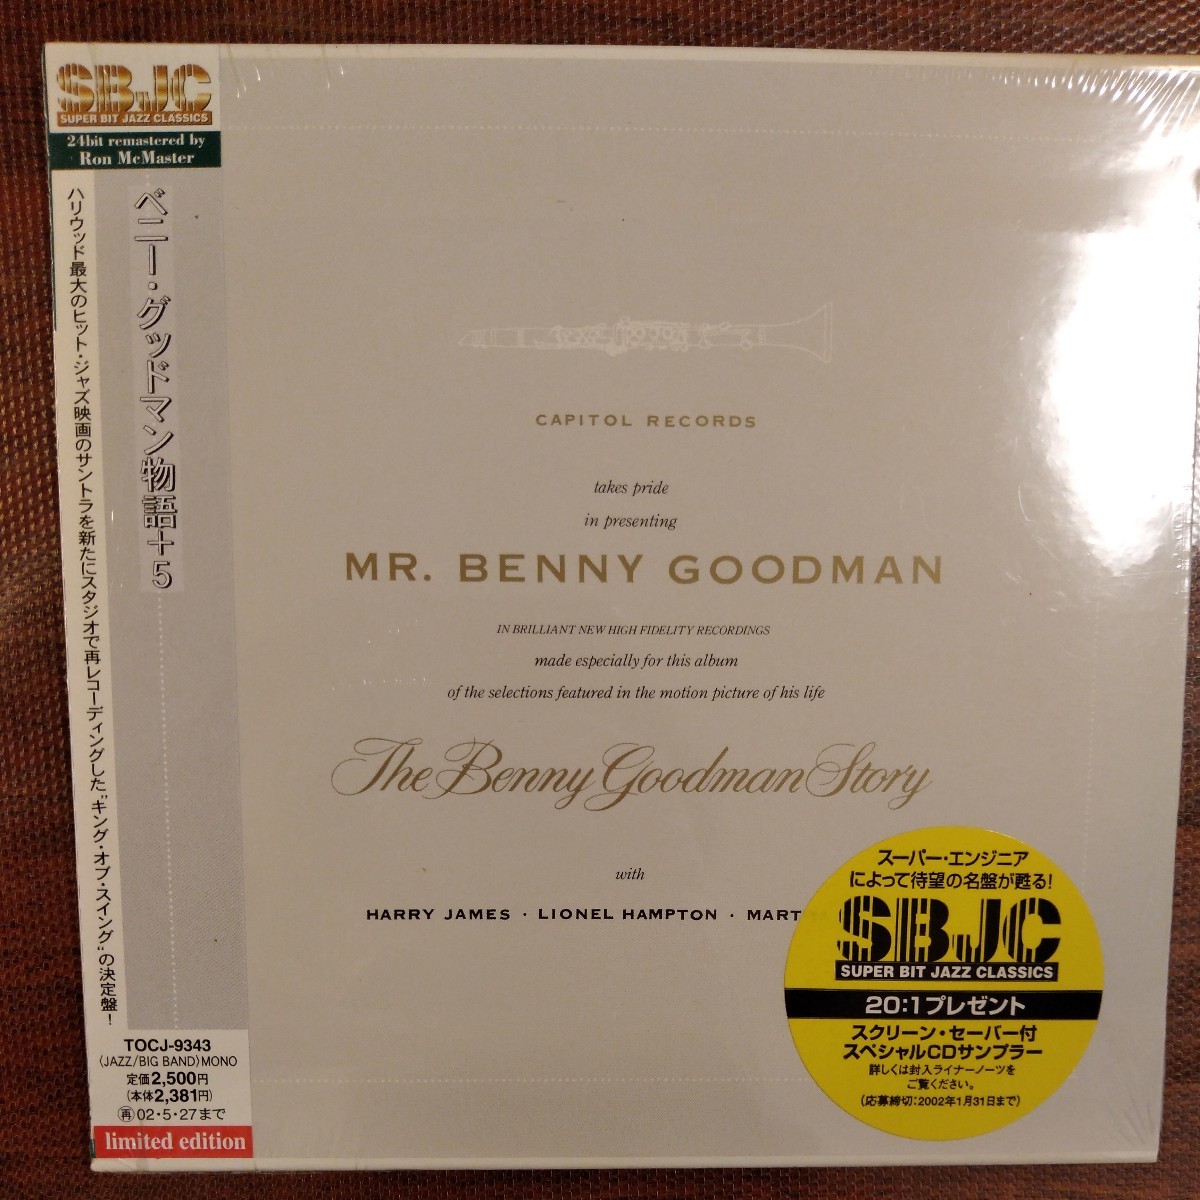 SBJC
SUPER BIT JAZZ CLASSICS
24bit remastered by
Ron McMaster
ベニー・グッドマン物語+5
ハリウッド最大のヒット・ジャズ映画のサントラを新たにスタジオで再レコーディングした"キング・オブ・スイング"の決定盤!
TOCJ-9343
〈JAZZ/BIG BAND〉MONO
定価2,500円
(本体2,381円)
再02・5・27まで
limited edition
CAPITOL RECORDS
takes pride
in presenting
MR. BENNY GOODMAN
IN BRILLIANT NEW HIGH FIDELITY RECORDINGS
made especially for this album
of the selections featured in the motion picture of his life
The Benny Goodman Story
with
HARRY JAMES · LIONEL HAMPTON · MART
スーパー・エンジニア
によって待望の名盤が甦る!
SBJC
SUPER BIT JAZZ CLASSICS
20:1プレゼント
スクリーン・セーバー付
スペシャルCDサンプラー
詳しくは封入ライナーノーツを
ご覧ください。
(応募締切:2002年1月31日まで)